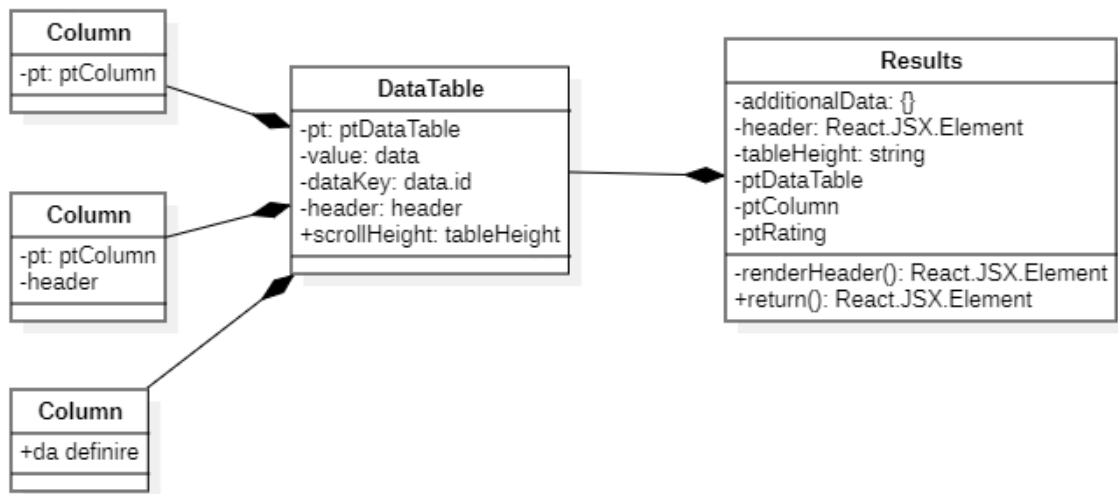 Column
-pt: ptColumn
Column
-pt: ptColumn
-header
Column
+da definire
DataTable
-pt: ptDataTable
-value: data
-dataKey: data.id
-header: header
+scrollHeight: tableHeight
Results
-additionalData: {}
-header: React.JSX.Element
-tableHeight: string
-ptDataTable
-ptColumn
-ptRating
-renderHeader(): React.JSX.Element
+return(): React.JSX.Element